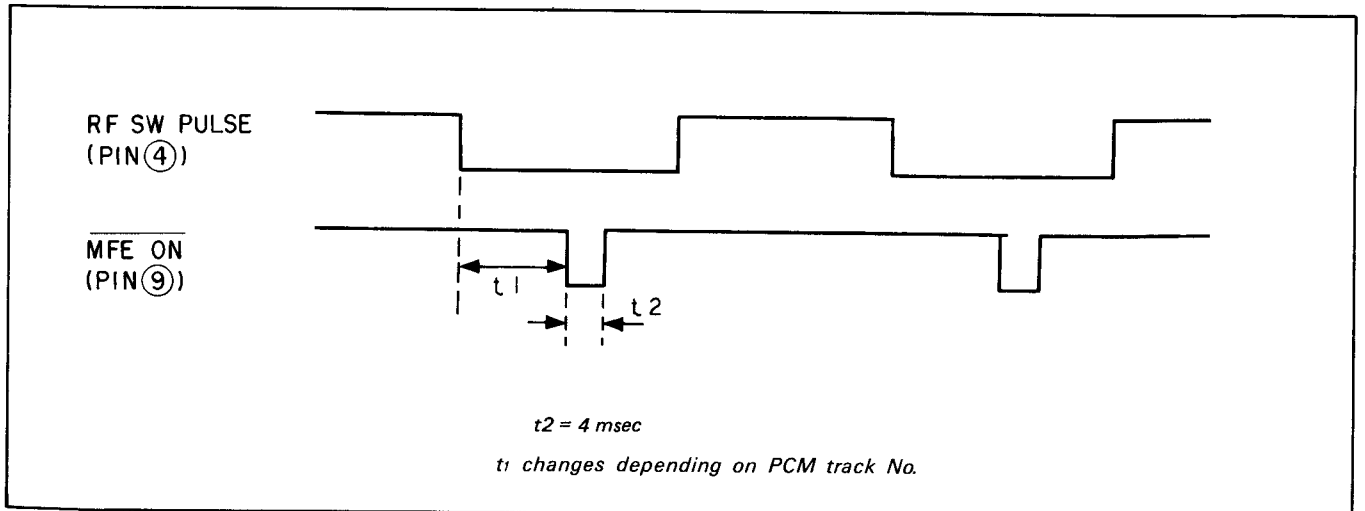 RF SW PULSE
(PIN④)
MFE ON
(PIN⑨)
t1
t2
t2 = 4 msec
t1 changes depending on PCM track No.